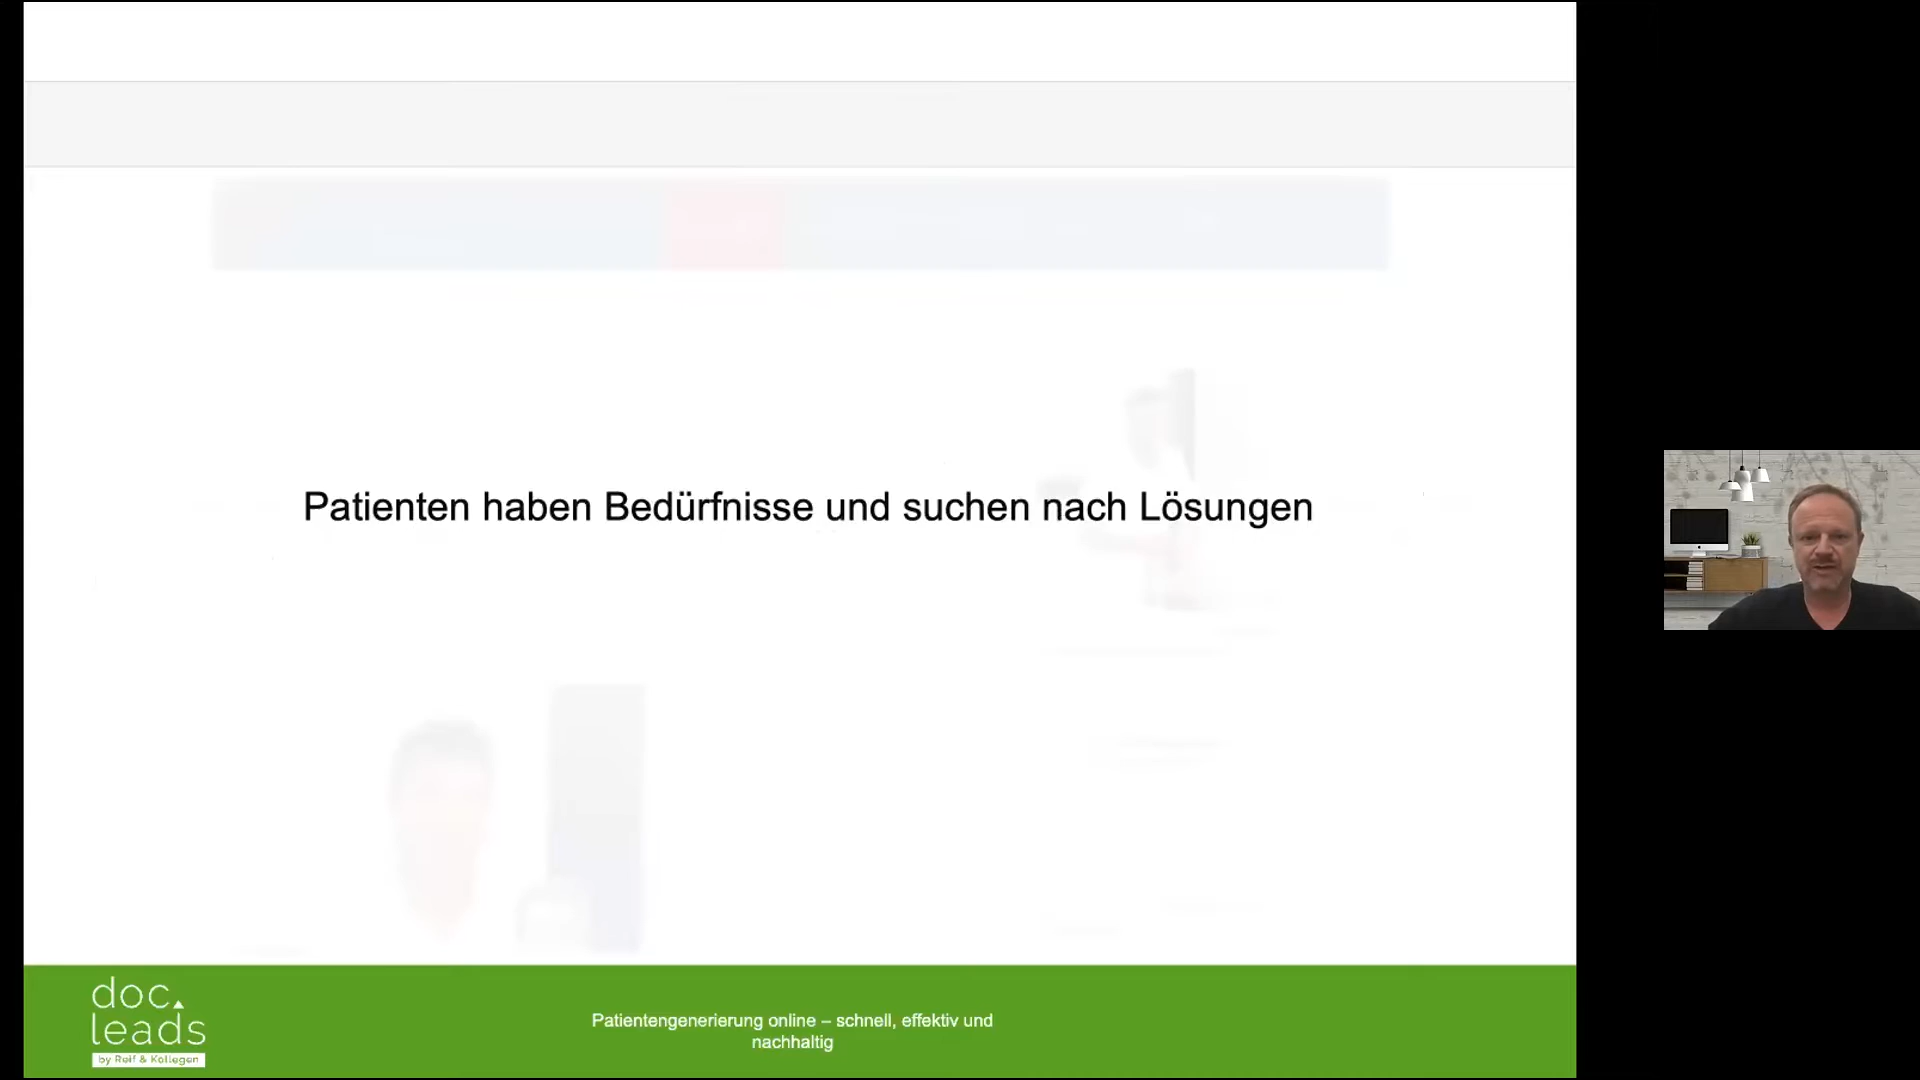 Patienten haben Bedürfnisse und suchen nach Lösungen
doc.
leads
by Reif & Kollegen
Patientengenerierung online – schnell, effektiv und
nachhaltig